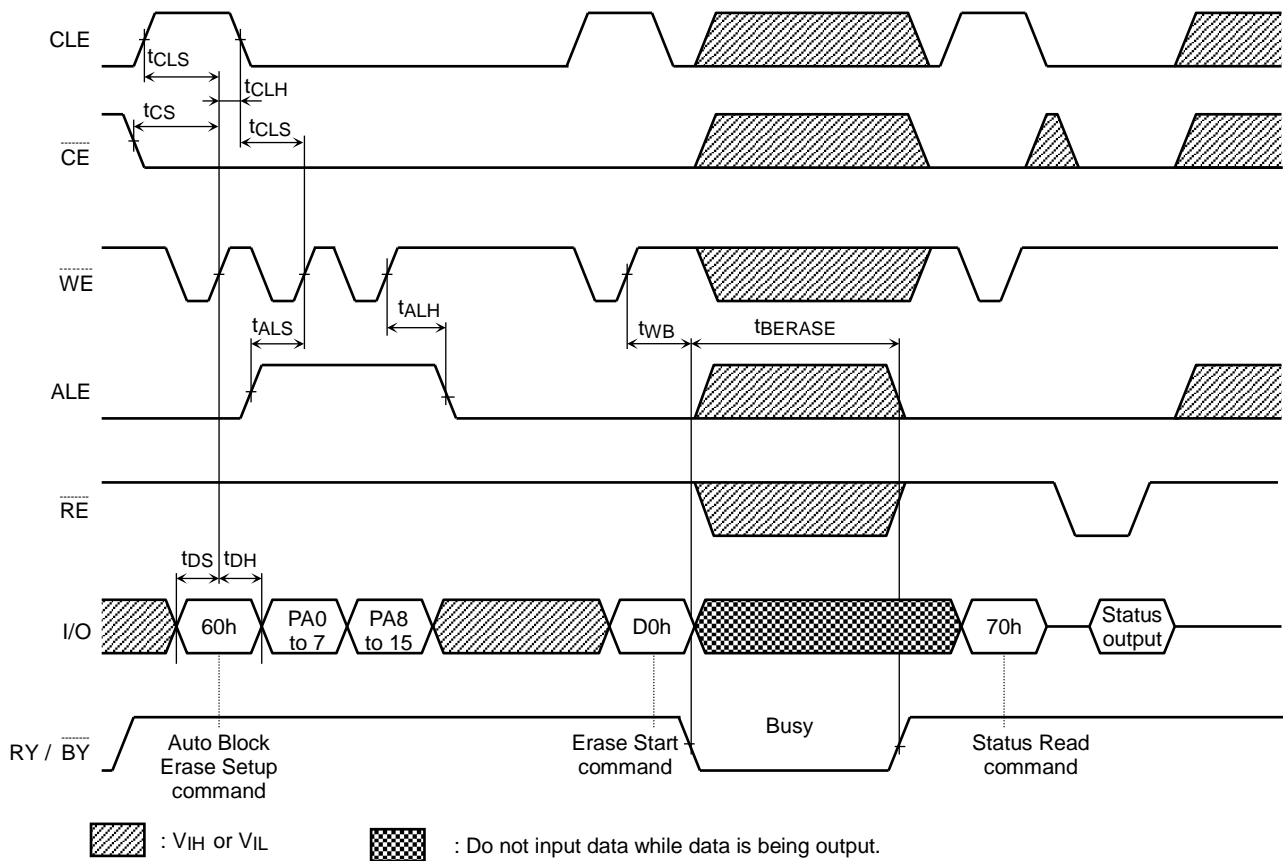 CLE
tCLS
tCLH
tCS
tCLS
CE
WE
tALS
tALH
tWB
tBERASE
ALE
RE
tDS
tDH
I/O
60h
PA0
to 7
PA8
to 15
D0h
70h
Status
output
RY / BY
Busy
Auto Block
Erase Setup
command
Erase Start
command
Status Read
command
: VIH or VIL
: Do not input data while data is being output.